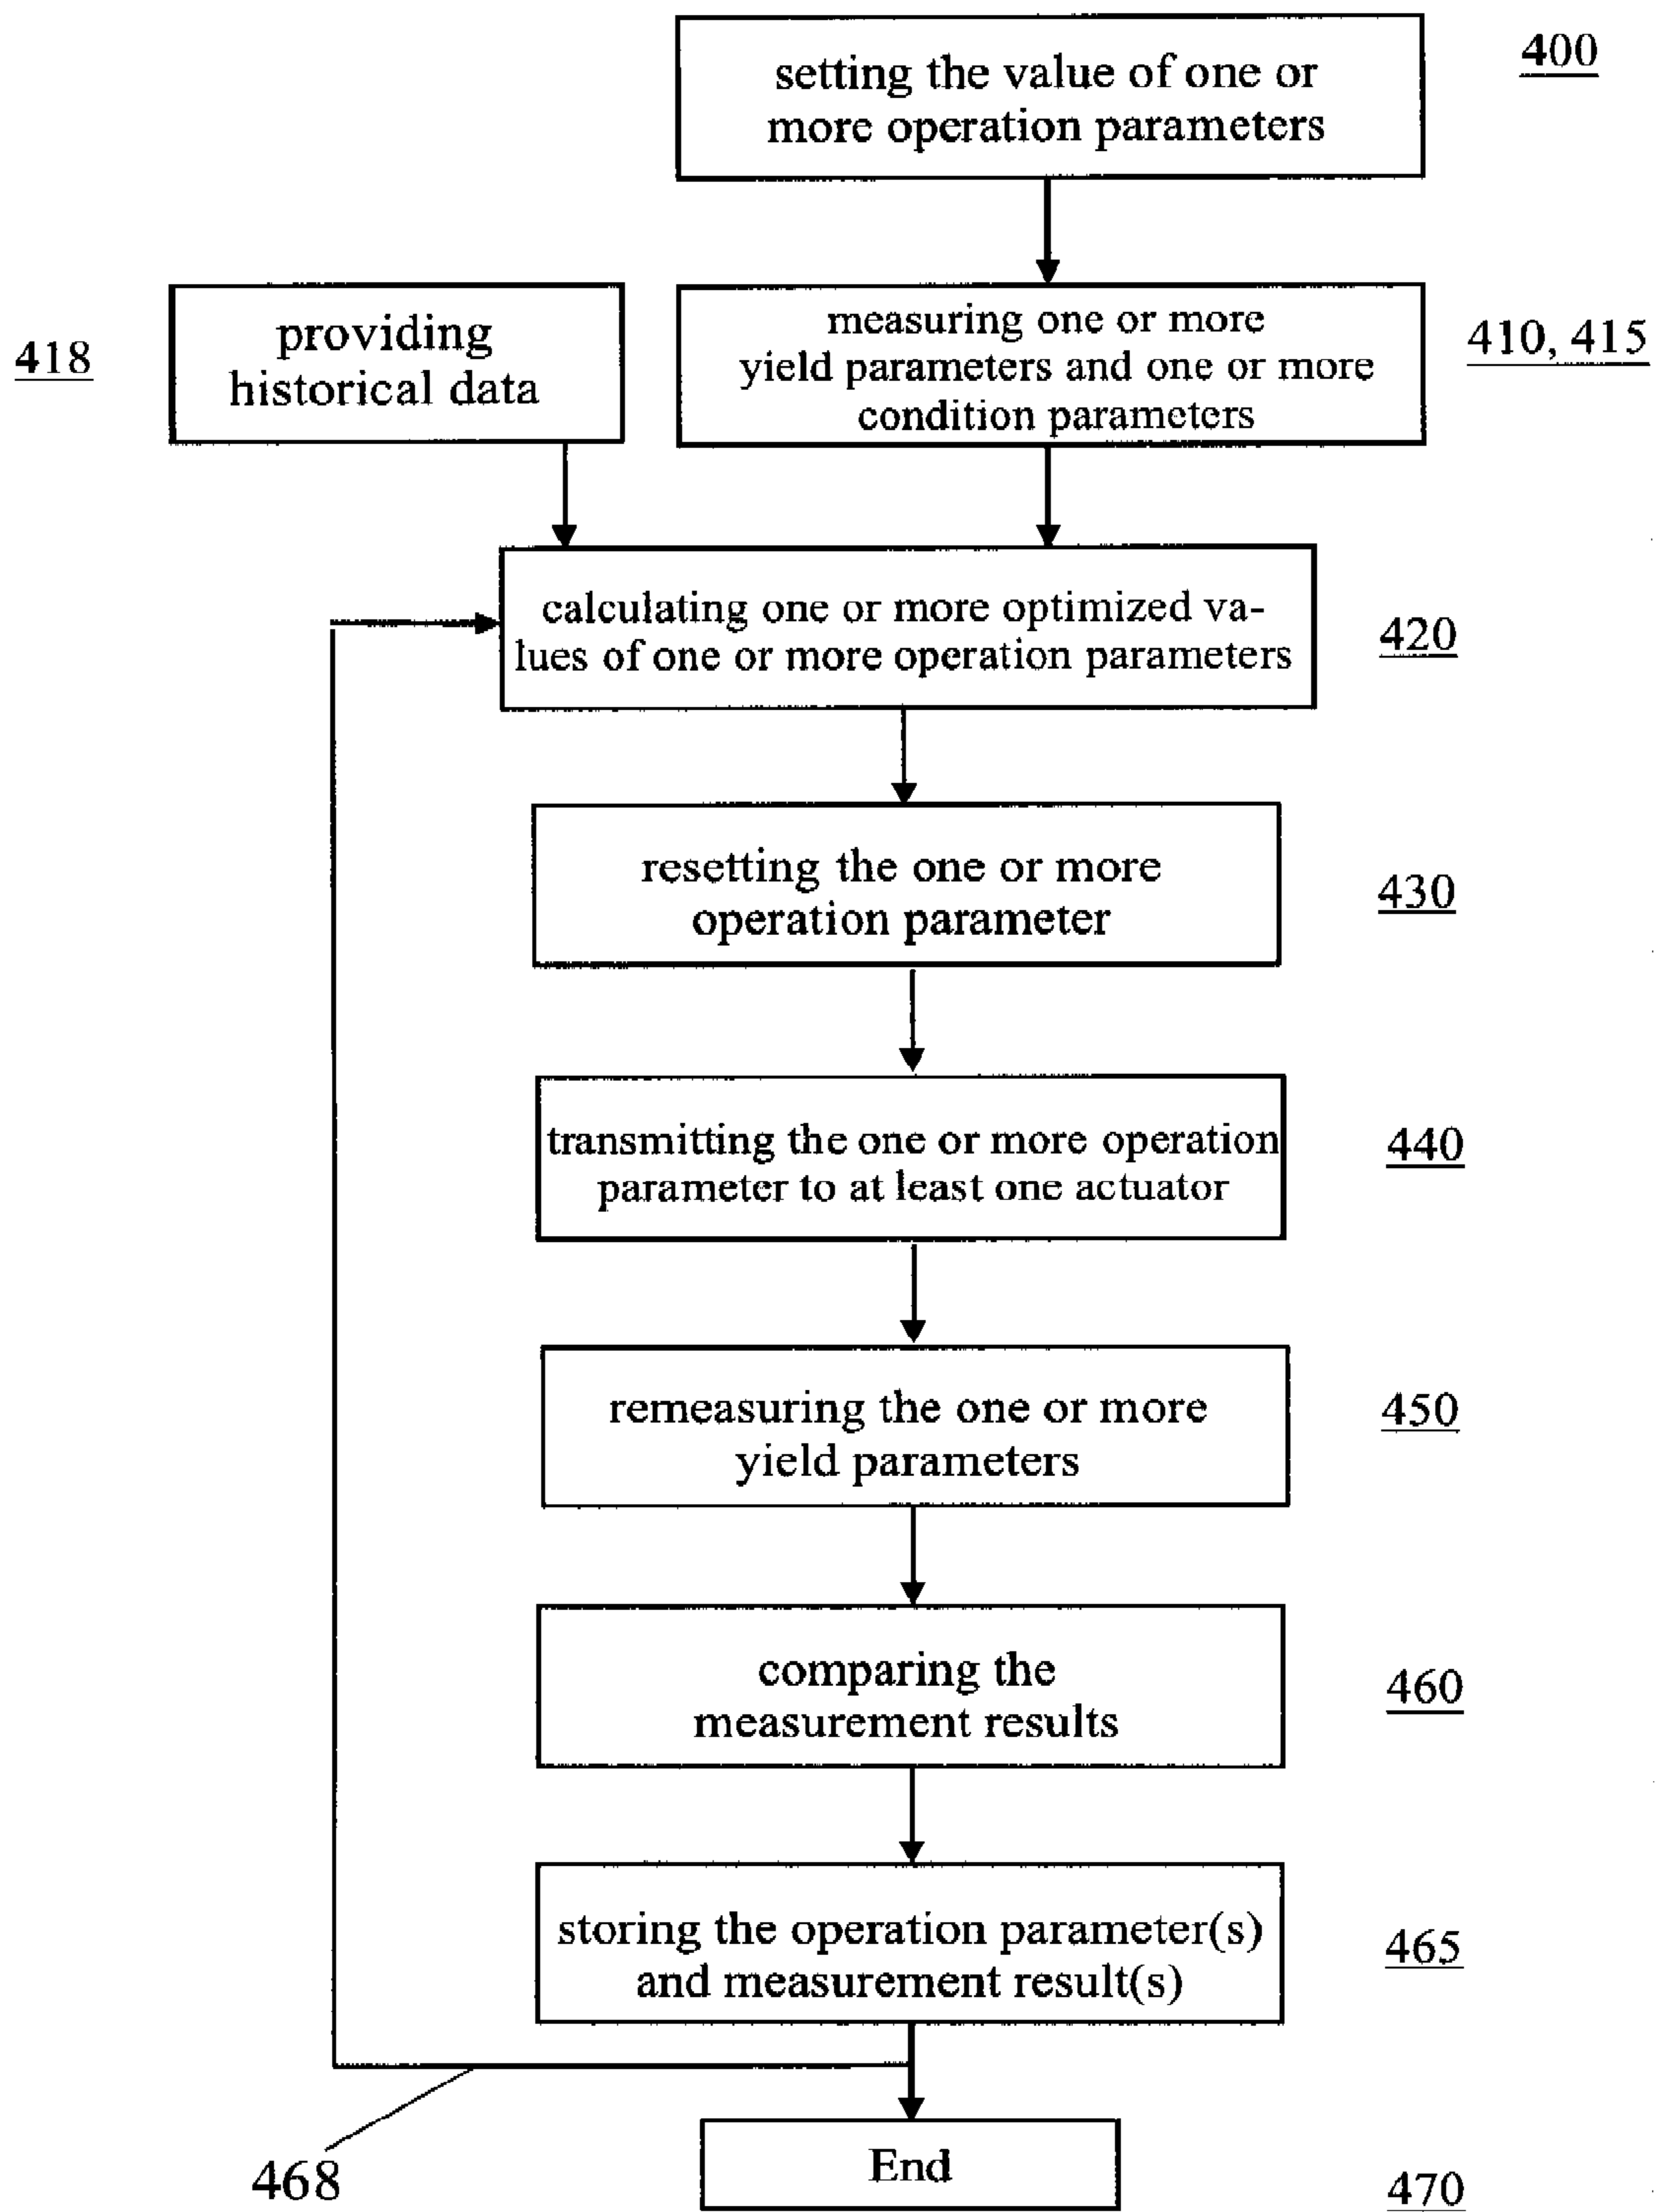 setting the value of one or
more operation parameters
400
providing
historical data
418
measuring one or more
yield parameters and one or more
condition parameters
410, 415
calculating one or more optimized va-
lues of one or more operation parameters
420
resetting the one or more
operation parameter
430
transmitting the one or more operation
parameter to at least one actuator
440
remeasuring the one or more
yield parameters
450
comparing the
measurement results
460
storing the operation parameter(s)
and measurement result(s)
465
468
End
470